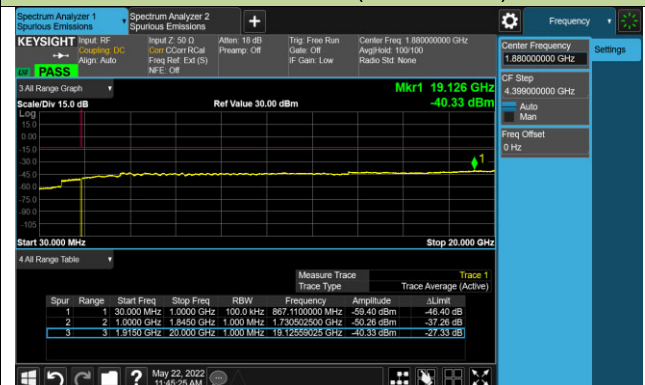 Spectrum Analyzer 1
Spurious Emissions
Spectrum Analyzer 2
Spurious Emissions
Frequency
KEYSIGHT
Input: RF
Coupling: DC
Align: Auto
Input Z: 50 Ω
Corr CCorr RCal
Freq Ref: Ext (S)
NFE: Off
Atten: 18 dB
Preamp: Off
Trig: Free Run
Gate: Off
IF Gain: Low
Center Freq: 1.880000000 GHz
Avg|Hold: 100/100
Radio Std: None
PASS
Center Frequency
1.880000000 GHz
Settings
CF Step
4.399000000 GHz
Auto
Man
Freq Offset
0 Hz
3 All Range Graph
Mkr1 19.126 GHz
Scale/Div 15.0 dB
Ref Value 30.00 dBm
-40.33 dBm
Log
15.0
0.00
-15.0
-30.0
-45.0
-60.0
-75.0
-90.0
-105
1
Start 30.000 MHz
Stop 20.000 GHz
4 All Range Table
Measure Trace Trace 1
Trace Type Trace Average (Active)
Spur Range Start Freq Stop Freq RBW Frequency Amplitude ΔLimit
1 1 30.000 MHz 1.0000 GHz 100.0 kHz 867.1100000 MHz -59.40 dBm -46.40 dB
2 2 1.0000 GHz 1.8450 GHz 1.000 MHz 1.730502500 GHz -50.26 dBm -37.26 dB
3 3 1.9150 GHz 20.000 GHz 1.000 MHz 19.12559025 GHz -40.33 dBm -27.33 dB
May 22, 2022
11:45:25 AM